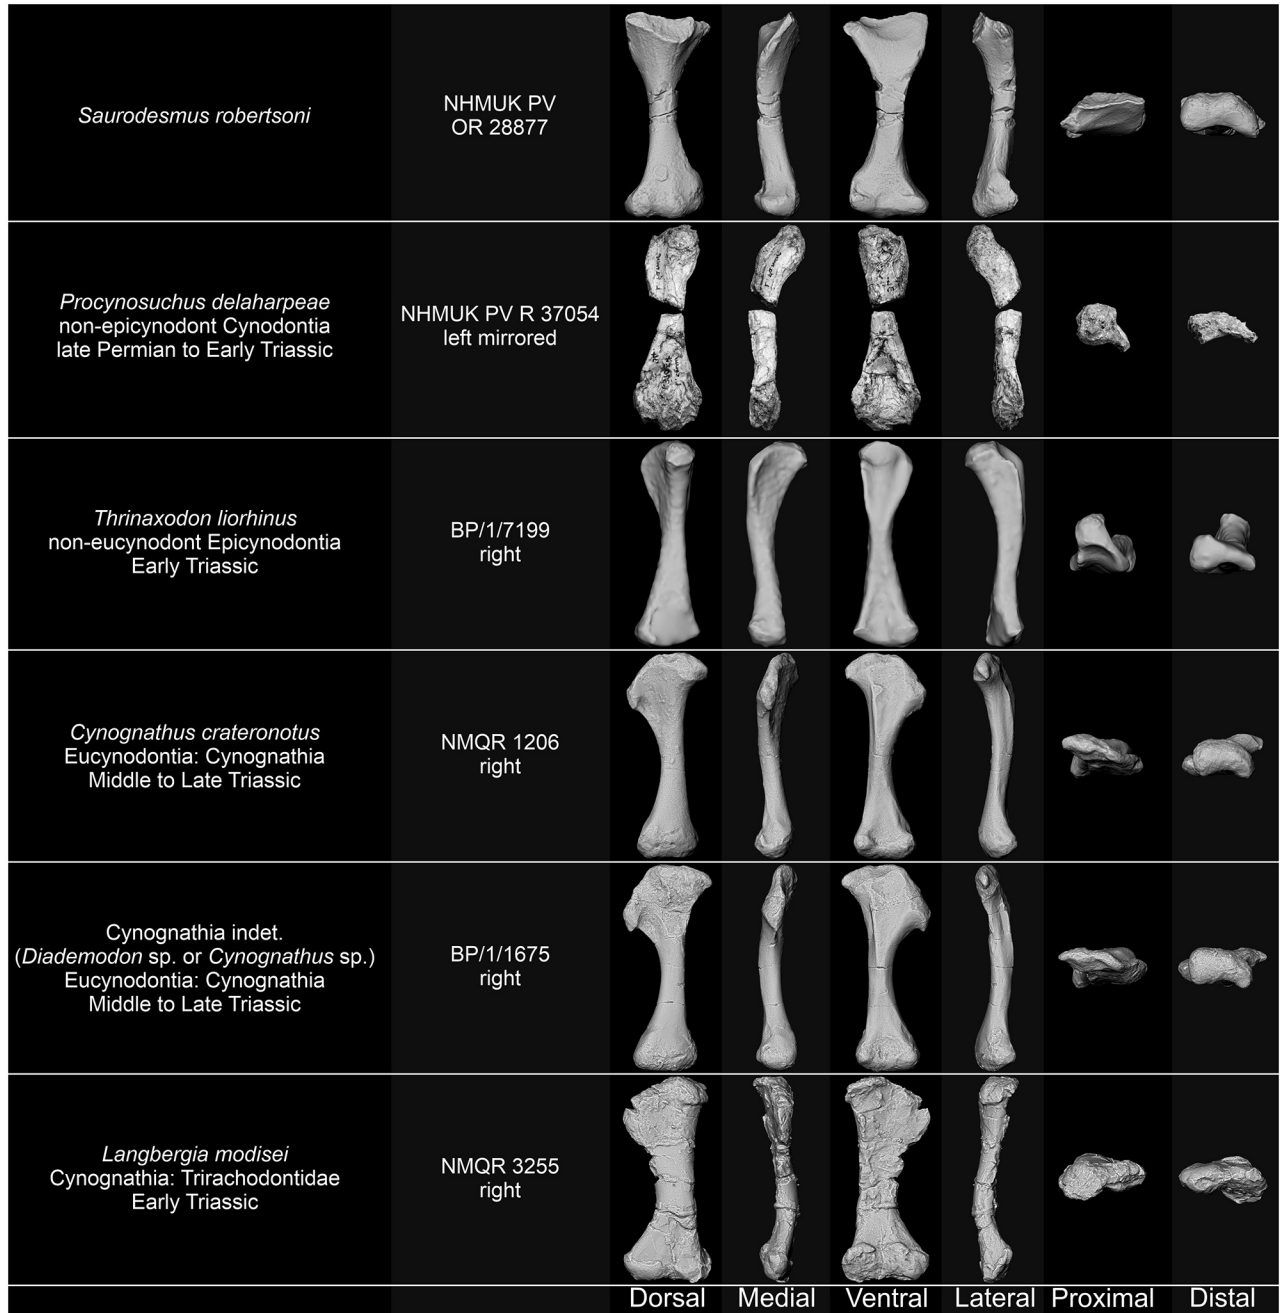 Saurodesmus robertsoni
NHMUK PV
OR 28877
Procynosuchus delaharpeae
non-epicynodont Cynodontia
late Permian to Early Triassic
NHMUK PV R 37054
left mirrored
Thrinaxodon liorhinus
non-eucynodont Epicynodontia
Early Triassic
BP/1/7199
right
Cynognathus crateronotus
Eucynodontia: Cynognathia
Middle to Late Triassic
NMQR 1206
right
Cynognathia indet.
(Diademodon sp. or Cynognathus sp.)
Eucynodontia: Cynognathia
Middle to Late Triassic
BP/1/1675
right
Langbergia modisei
Cynognathia: Trirachodontidae
Early Triassic
NMQR 3255
right
Dorsal Medial Ventral Lateral Proximal Distal